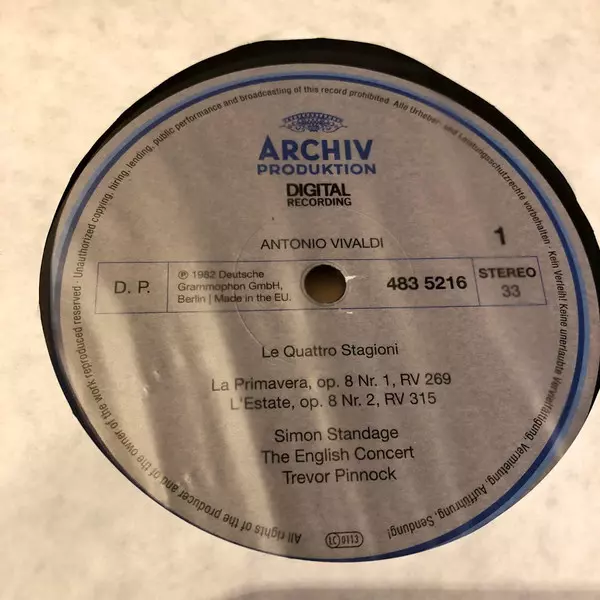 ARCHIV
PRODUKTION
DIGITAL
RECORDING
ANTONIO VIVALDI
1
D. P.
℗ 1982 Deutsche
Grammophon GmbH,
Berlin | Made in the EU.
483 5216
STEREO
33
Le Quattro Stagioni
La Primavera, op. 8 Nr. 1, RV 269
L'Estate, op. 8 Nr. 2, RV 315
Simon Standage
The English Concert
Trevor Pinnock
LC 0113
All rights of the producer and of the owner of the work reproduced reserved · Unauthorized copying, hiring, lending, public performance and broadcasting of this record prohibited · Alle Urheber- und Leistungsschutzrechte vorbehalten · Kein Verleih! Keine unerlaubte Vervielfältigung, Vermietung, Aufführung, Sendung!